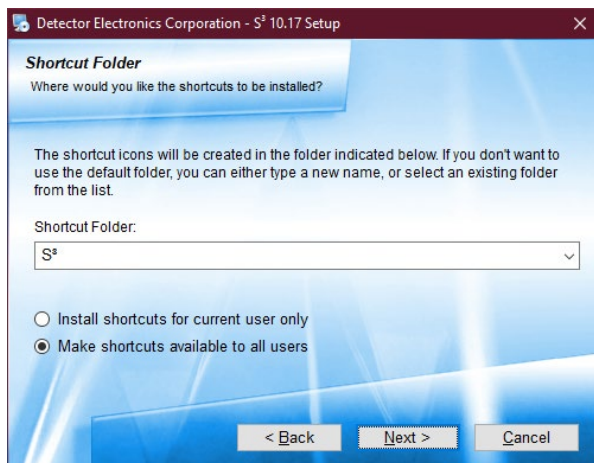 Detector Electronics Corporation - S³ 10.17 Setup
Shortcut Folder
Where would you like the shortcuts to be installed?
The shortcut icons will be created in the folder indicated below. If you don't want to
use the default folder, you can either type a new name, or select an existing folder
from the list.
Shortcut Folder:
S³
Install shortcuts for current user only
Make shortcuts available to all users
< Back
Next >
Cancel